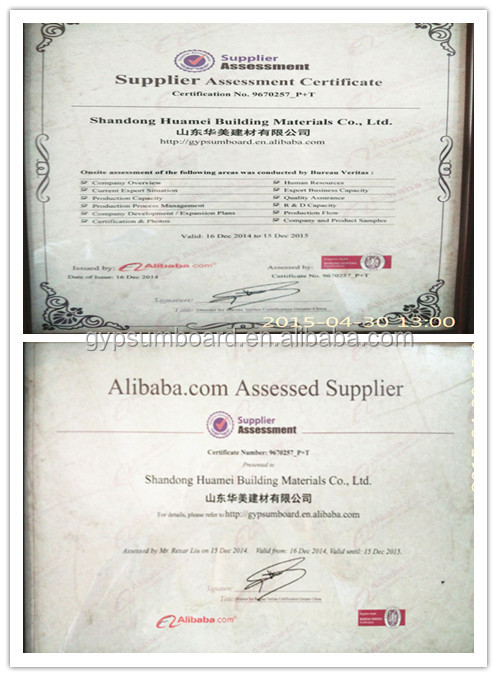 Supplier
Assessment
Supplier Assessment Certificate
Certification No. 9670257_P+T
Shandong Huamei Building Materials Co., Ltd.
山东华美建材有限公司
http://gypsumboard.en.alibaba.com
Onsite assessment of the following areas was conducted by Bureau Veritas :
Company Overview
Human Resources
Current Export Situation
Export Business Capacity
Production Capacity
Quality Assurance
Production Process Management
R & D Capacity
Company Development / Expansion Plans
Production Flow
Certification & Photos
Company and Product Samples
Valid: 16 Dec 2014 to 15 Dec 2015
Issued by: Alibaba.com
Assessed by:
Date of Issue: 16 Dec 2014
Certificate No. 9670257_P+T
Signature:
Title:
2015-04-30 13:00
gypsumboard.en.alibaba.com
Alibaba.com Assessed Supplier
Supplier
Assessment
Certificate Number: 9670257_P+T
Presented to
Shandong Huamei Building Materials Co., Ltd.
山东华美建材有限公司
For details, please refer to http://gypsumboard.en.alibaba.com
Assessed by Mr. Rexar Liu on 15 Dec 2014. Valid from: 16 Dec 2014, Valid until: 15 Dec 2015.
Signature:
Title:
Alibaba.com